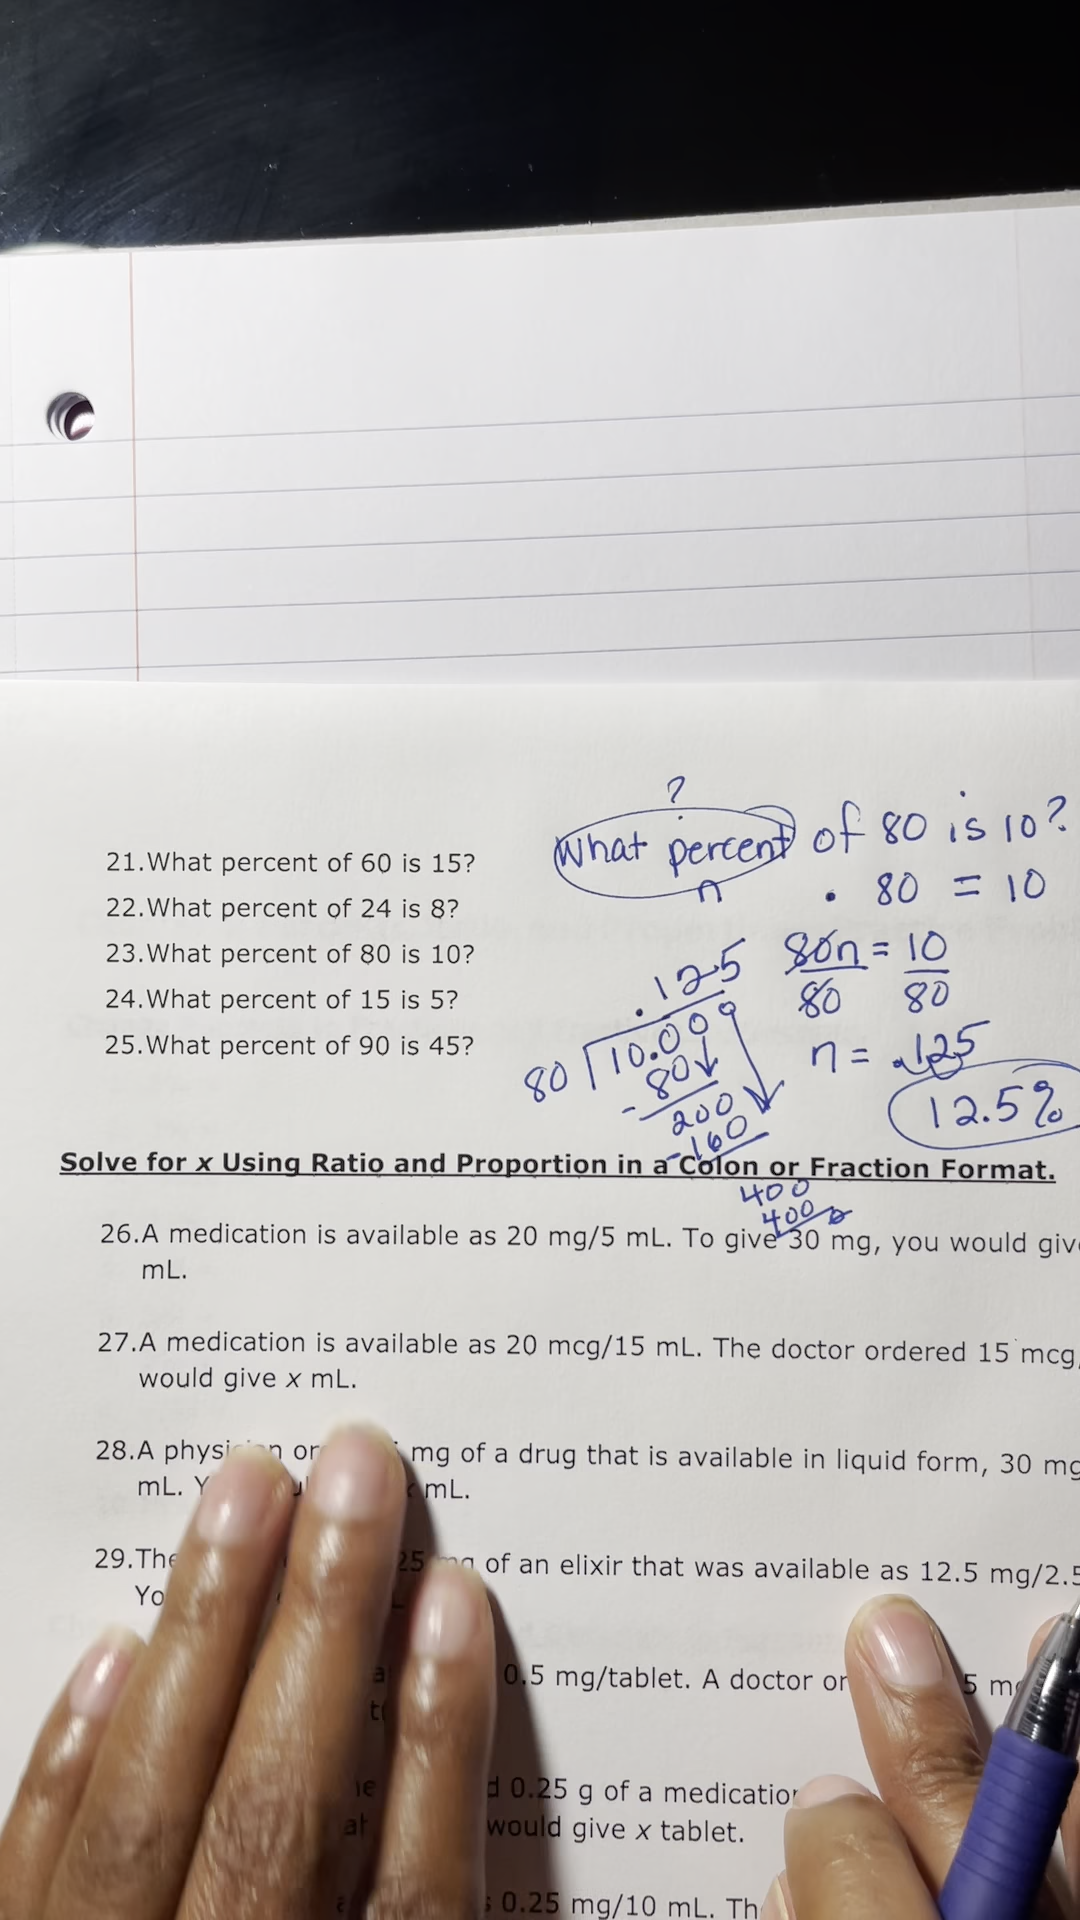 ?
What percent of 80 is 10?
n · 80 = 10
80n = 10
80 80
n = .125
12.5%
.125
80 10.000
- 80
200
- 160
400
400
0
21.What percent of 60 is 15?
22.What percent of 24 is 8?
23.What percent of 80 is 10?
24.What percent of 15 is 5?
25.What percent of 90 is 45?
Solve for x Using Ratio and Proportion in a Colon or Fraction Format.
26.A medication is available as 20 mg/5 mL. To give 30 mg, you would give
mL.
27.A medication is available as 20 mcg/15 mL. The doctor ordered 15 mcg,
would give x mL.
28.A physician mg of a drug that is available in liquid form, 30 mg
mL. mL.
29.The 25 mg of an elixir that was available as 12.5 mg/2.5
0.5 mg/tablet. A doctor
0.25 g of a medication
would give x tablet.
0.25 mg/10 mL.